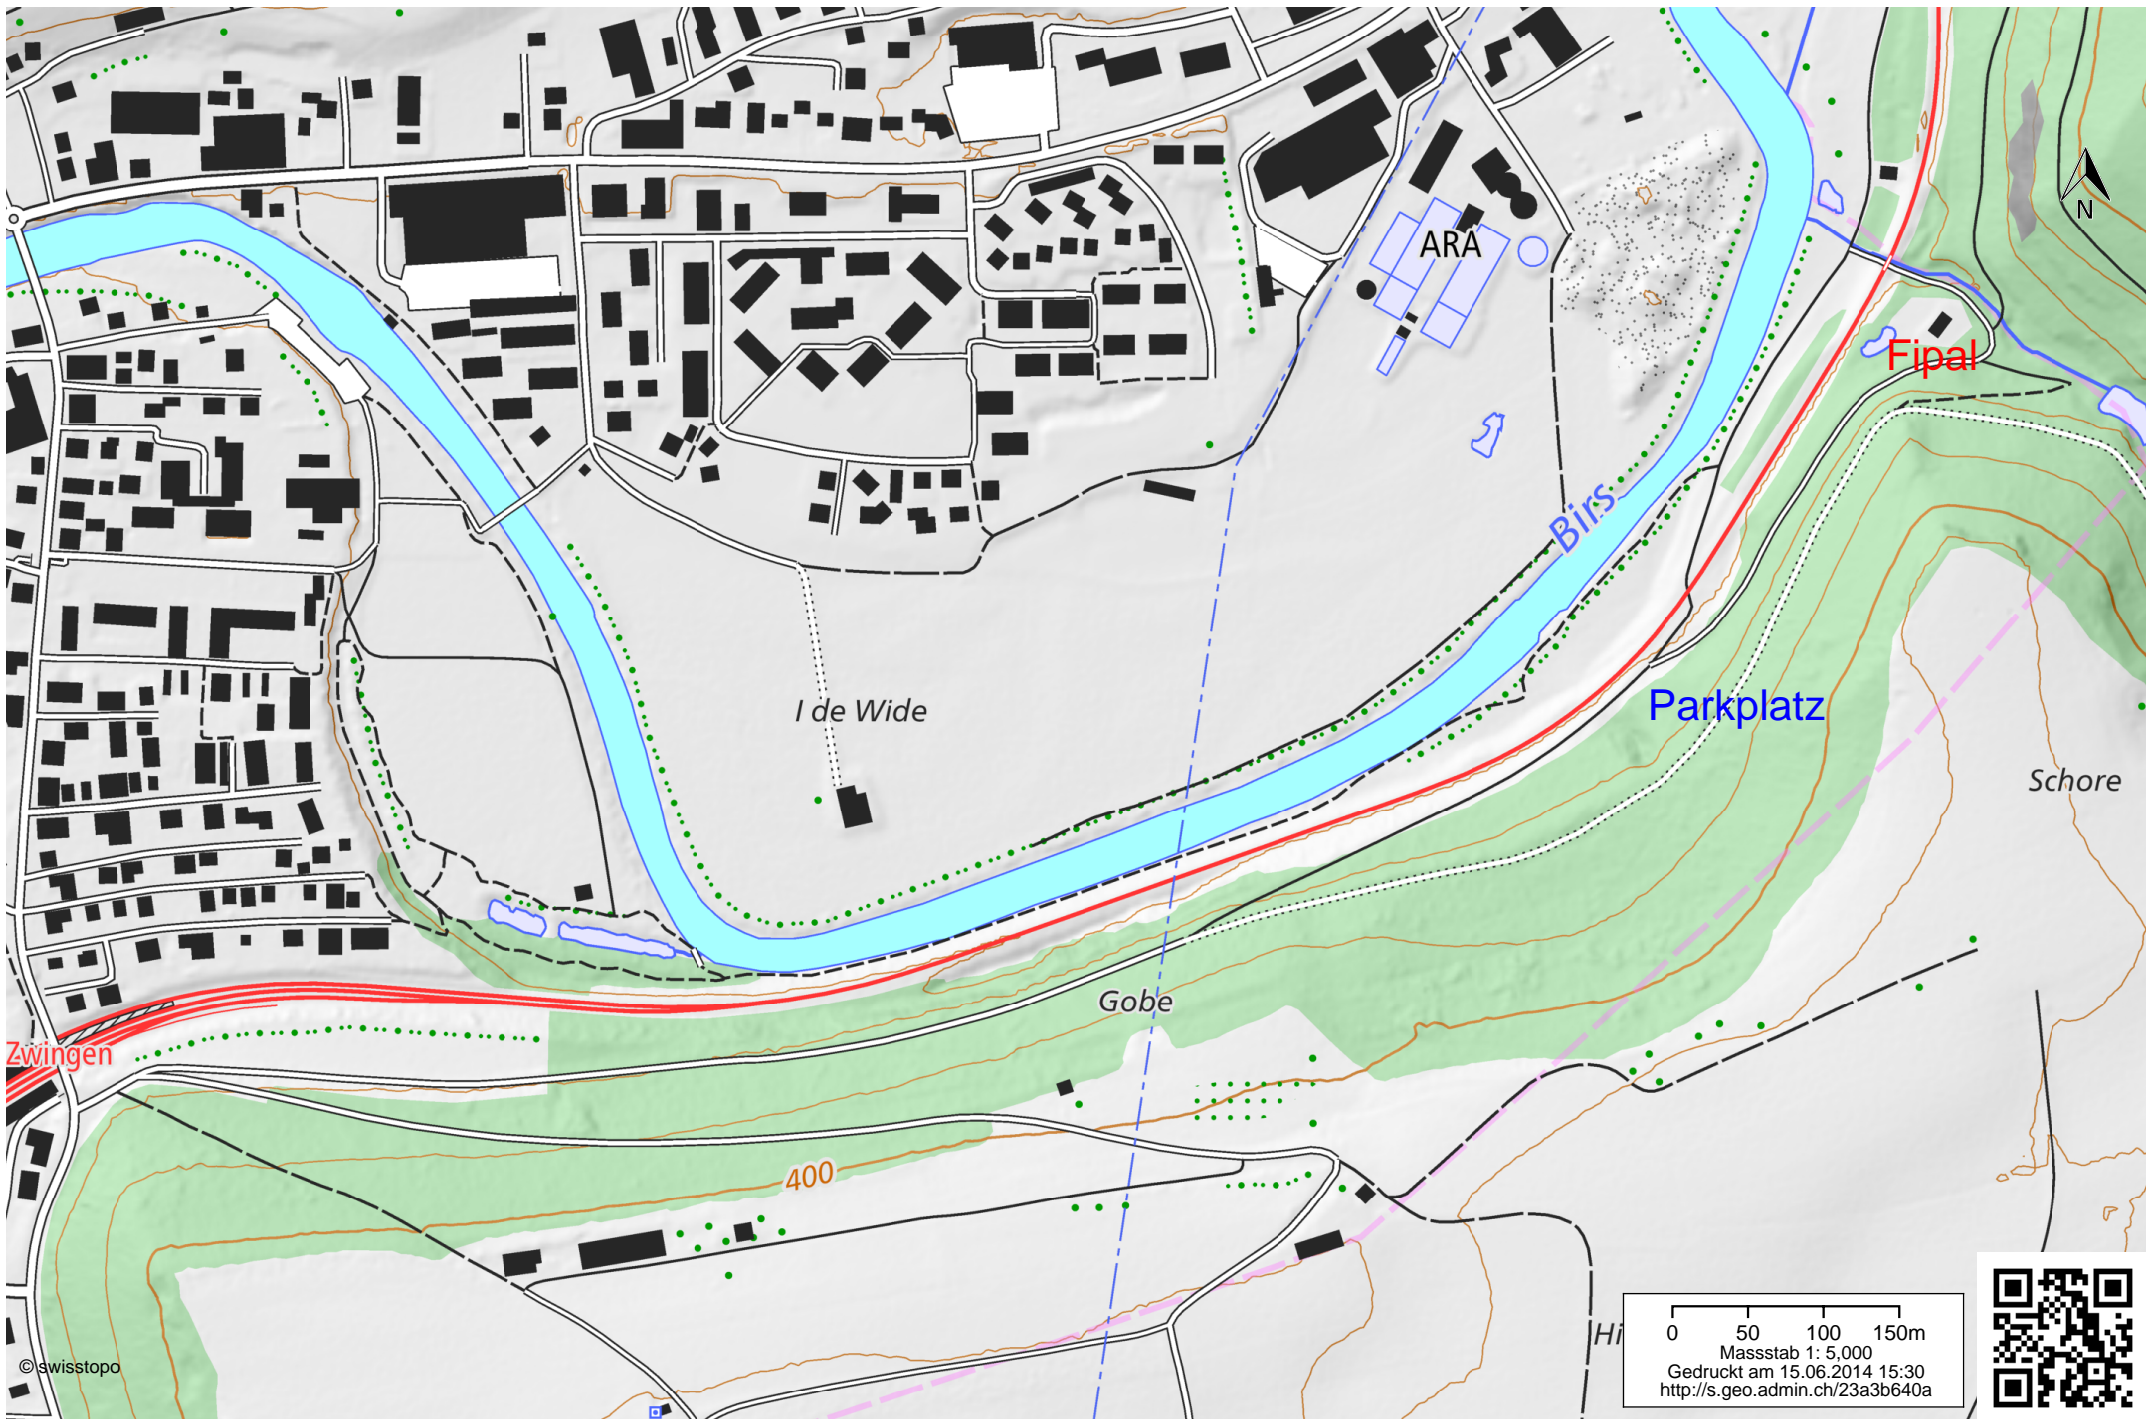 N
ARA
Fipal
Birs
I de Wide
Parkplatz
Schore
Gobe
Zwingen
400
Hi
0 50 100 150m
Massstab 1: 5,000
Gedruckt am 15.06.2014 15:30
http://s.geo.admin.ch/23a3b640a
© swisstopo